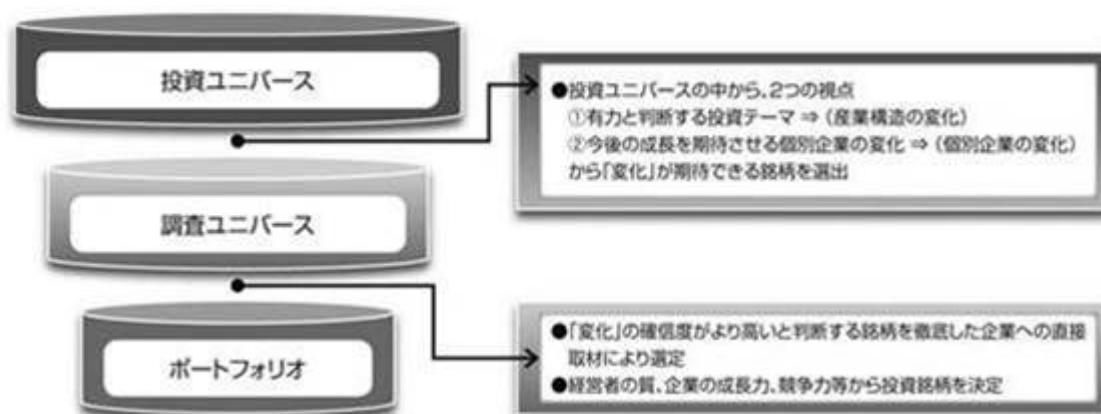 投資ユニバース
●投資ユニバースの中から、2つの視点
①有力と判断する投資テーマ ⇒ (産業構造の変化)
②今後の成長を期待させる個別企業の変化 ⇒ (個別企業の変化)
から「変化」が期待できる銘柄を選出
調査ユニバース
●「変化」の確信度がより高いと判断する銘柄を徹底した企業への直接
取材により選定
●経営者の質、企業の成長力、競争力等から投資銘柄を決定
ポートフォリオ